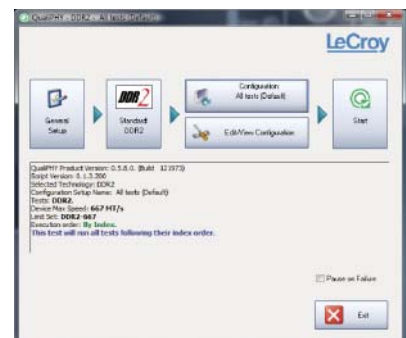 QualiPHY - DDR2 - All tests (Default)
LeCroy
General
Setup
DDR2
Standard
DDR2
Configuration
All tests (Default)
Edit/View Configuration
Start
QualiPHY Product Version: 0.5.8.0. (Build 121973)
Script Version: 0.1.3.200
Selected Technology: DDR2
Configuration Setup Name: All tests (Default)
Tests: DDR2.
Device Max Speed: 667 MT/s
Limit Set: DDR2-667
Execution order: By Index.
This test will run all tests following their index order.
Pause on Failure
Exit